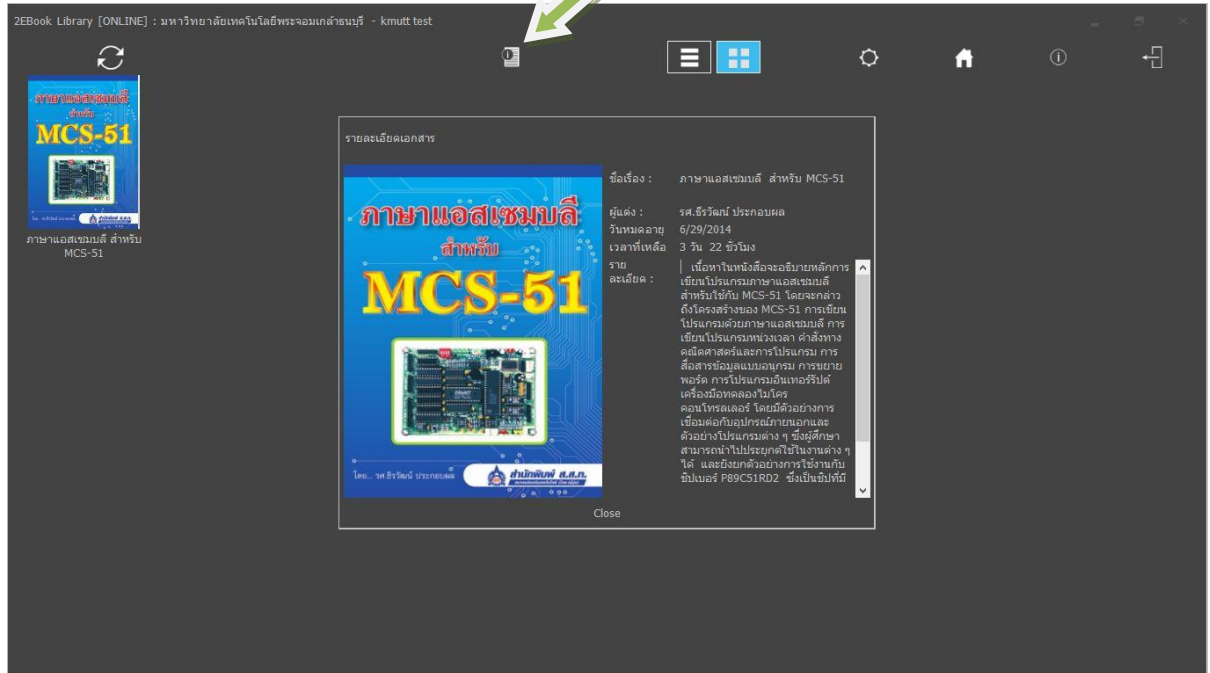 2EBook Library [ONLINE] : มหาวิทยาลัยเทคโนโลยีพระจอมเกล้าธนบุรี - kmutt test
ภาษาแอสเซมบลี
สำหรับ
MCS-51
สำนักพิมพ์ ส.ส.ท.
ภาษาแอสเซมบลี สำหรับ
MCS-51
รายละเอียดเอกสาร
ภาษาแอสเซมบลี
สำหรับ
MCS-51
โดย... รศ.ธีรวัฒน์ ประกอบผล
สำนักพิมพ์ ส.ส.ท.
ชื่อเรื่อง : ภาษาแอสเซมบลี สำหรับ MCS-51
ผู้แต่ง : รศ.ธีรวัฒน์ ประกอบผล
วันหมดอายุ 6/29/2014
เวลาที่เหลือ 3 วัน 22 ชั่วโมง
ราย
ละเอียด :
เนื้อหาในหนังสือจะอธิบายหลักการ
เขียนโปรแกรมภาษาแอสเซมบลี
สำหรับใช้กับ MCS-51 โดยจะกล่าว
ถึงโครงสร้างของ MCS-51 การเขียน
โปรแกรมด้วยภาษาแอสเซมบลี การ
เขียนโปรแกรมหน่วงเวลา คำสั่งทาง
คณิตศาสตร์และการโปรแกรม การ
สื่อสารข้อมูลแบบอนุกรม การขยาย
พอร์ต การโปรแกรมอินเทอร์รัปต์
เครื่องมือทดลองไมโคร
คอนโทรลเลอร์ โดยมีตัวอย่างการ
เชื่อมต่อกับอุปกรณ์ภายนอกและ
ตัวอย่างโปรแกรมต่าง ๆ ซึ่งผู้ศึกษา
สามารถนำไปประยุกต์ใช้ในงานต่าง ๆ
ได้ และยังยกตัวอย่างการใช้งานกับ
ชิปเบอร์ P89C51RD2 ซึ่งเป็นชิปที่มี
Close